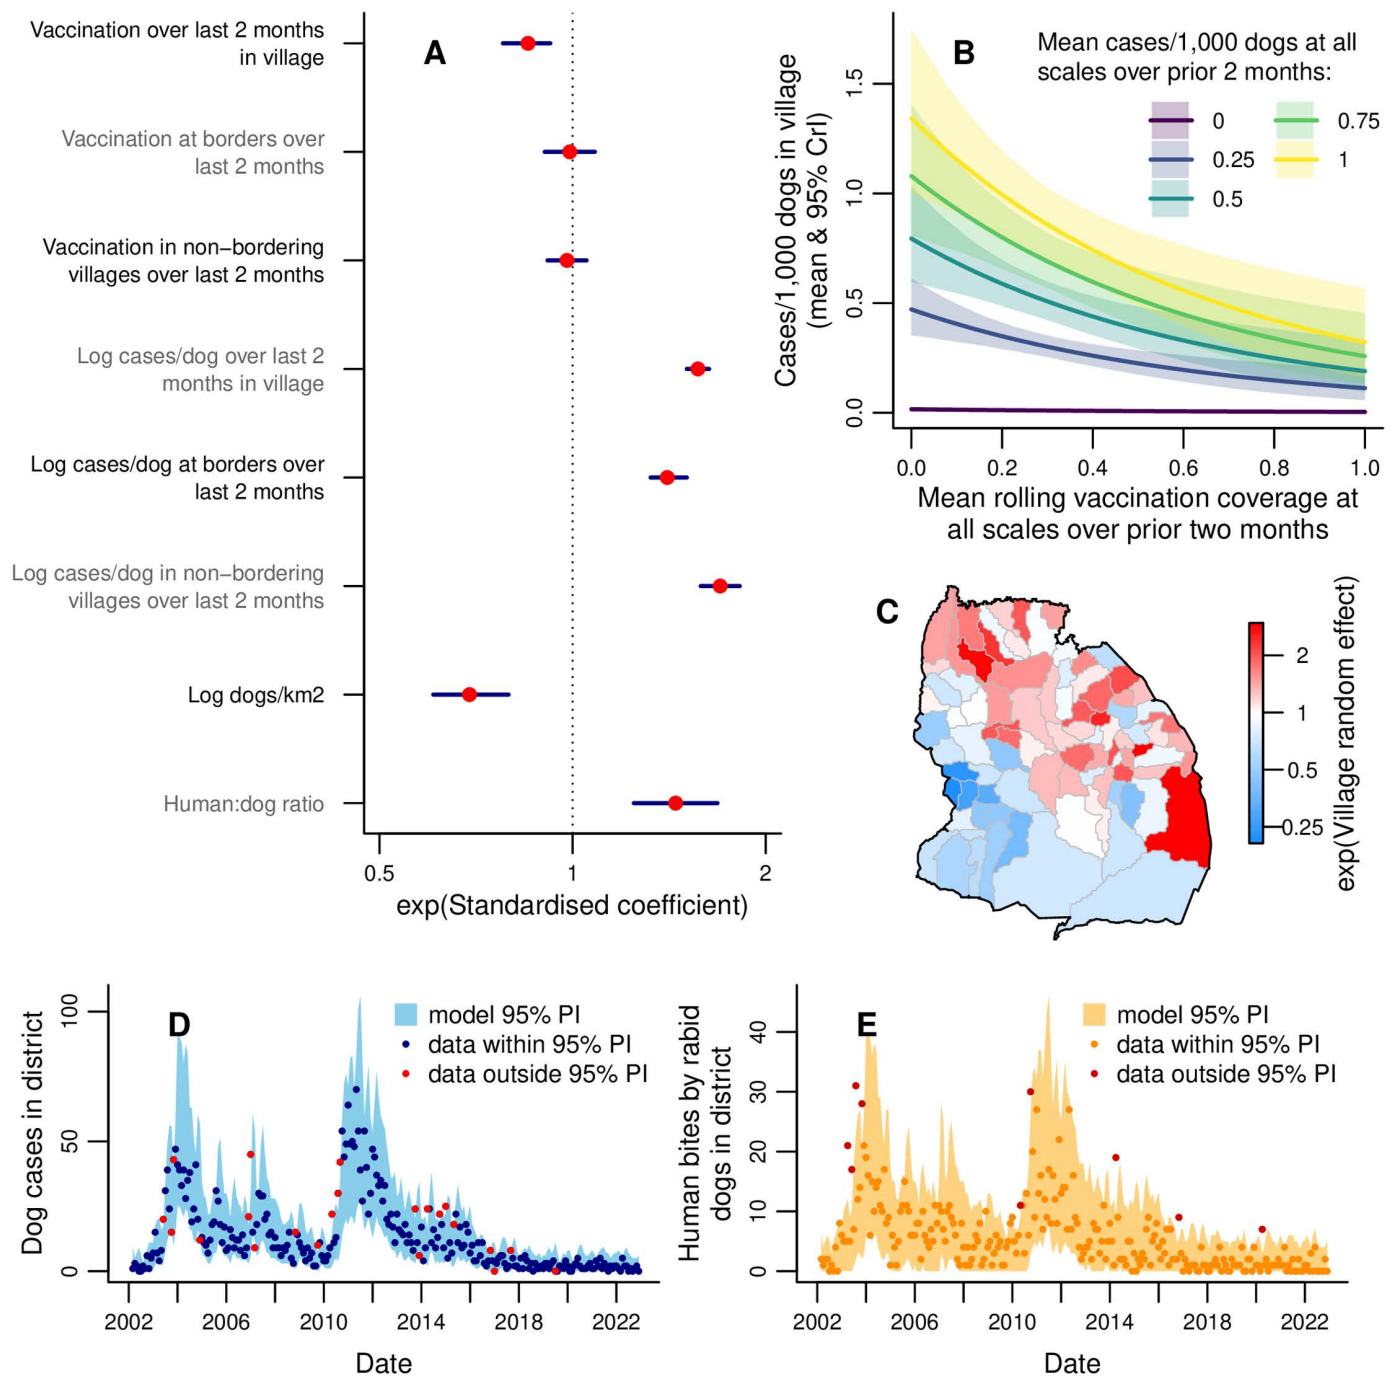 Vaccination over last 2 months
in village
Vaccination at borders over
last 2 months
Vaccination in non−bordering
villages over last 2 months
Log cases/dog over last 2
months in village
Log cases/dog at borders over
last 2 months
Log cases/dog in non−bordering
villages over last 2 months
Log dogs/km2
Human:dog ratio
A
0.5
1
2
exp(Standardised coefficient)
B
Mean cases/1,000 dogs at all
scales over prior 2 months:
0
0.25
0.5
0.75
1
Cases/1,000 dogs in village
(mean & 95% CrI)
0.0
0.5
1.0
1.5
0.0
0.2
0.4
0.6
0.8
1.0
Mean rolling vaccination coverage at
all scales over prior two months
C
2
1
0.5
0.25
exp(Village random effect)
D
model 95% PI
data within 95% PI
data outside 95% PI
Dog cases in district
0
50
100
2002
2006
2010
2014
2018
2022
Date
E
model 95% PI
data within 95% PI
data outside 95% PI
Human bites by rabid
dogs in district
0
10
20
30
40
2002
2006
2010
2014
2018
2022
Date